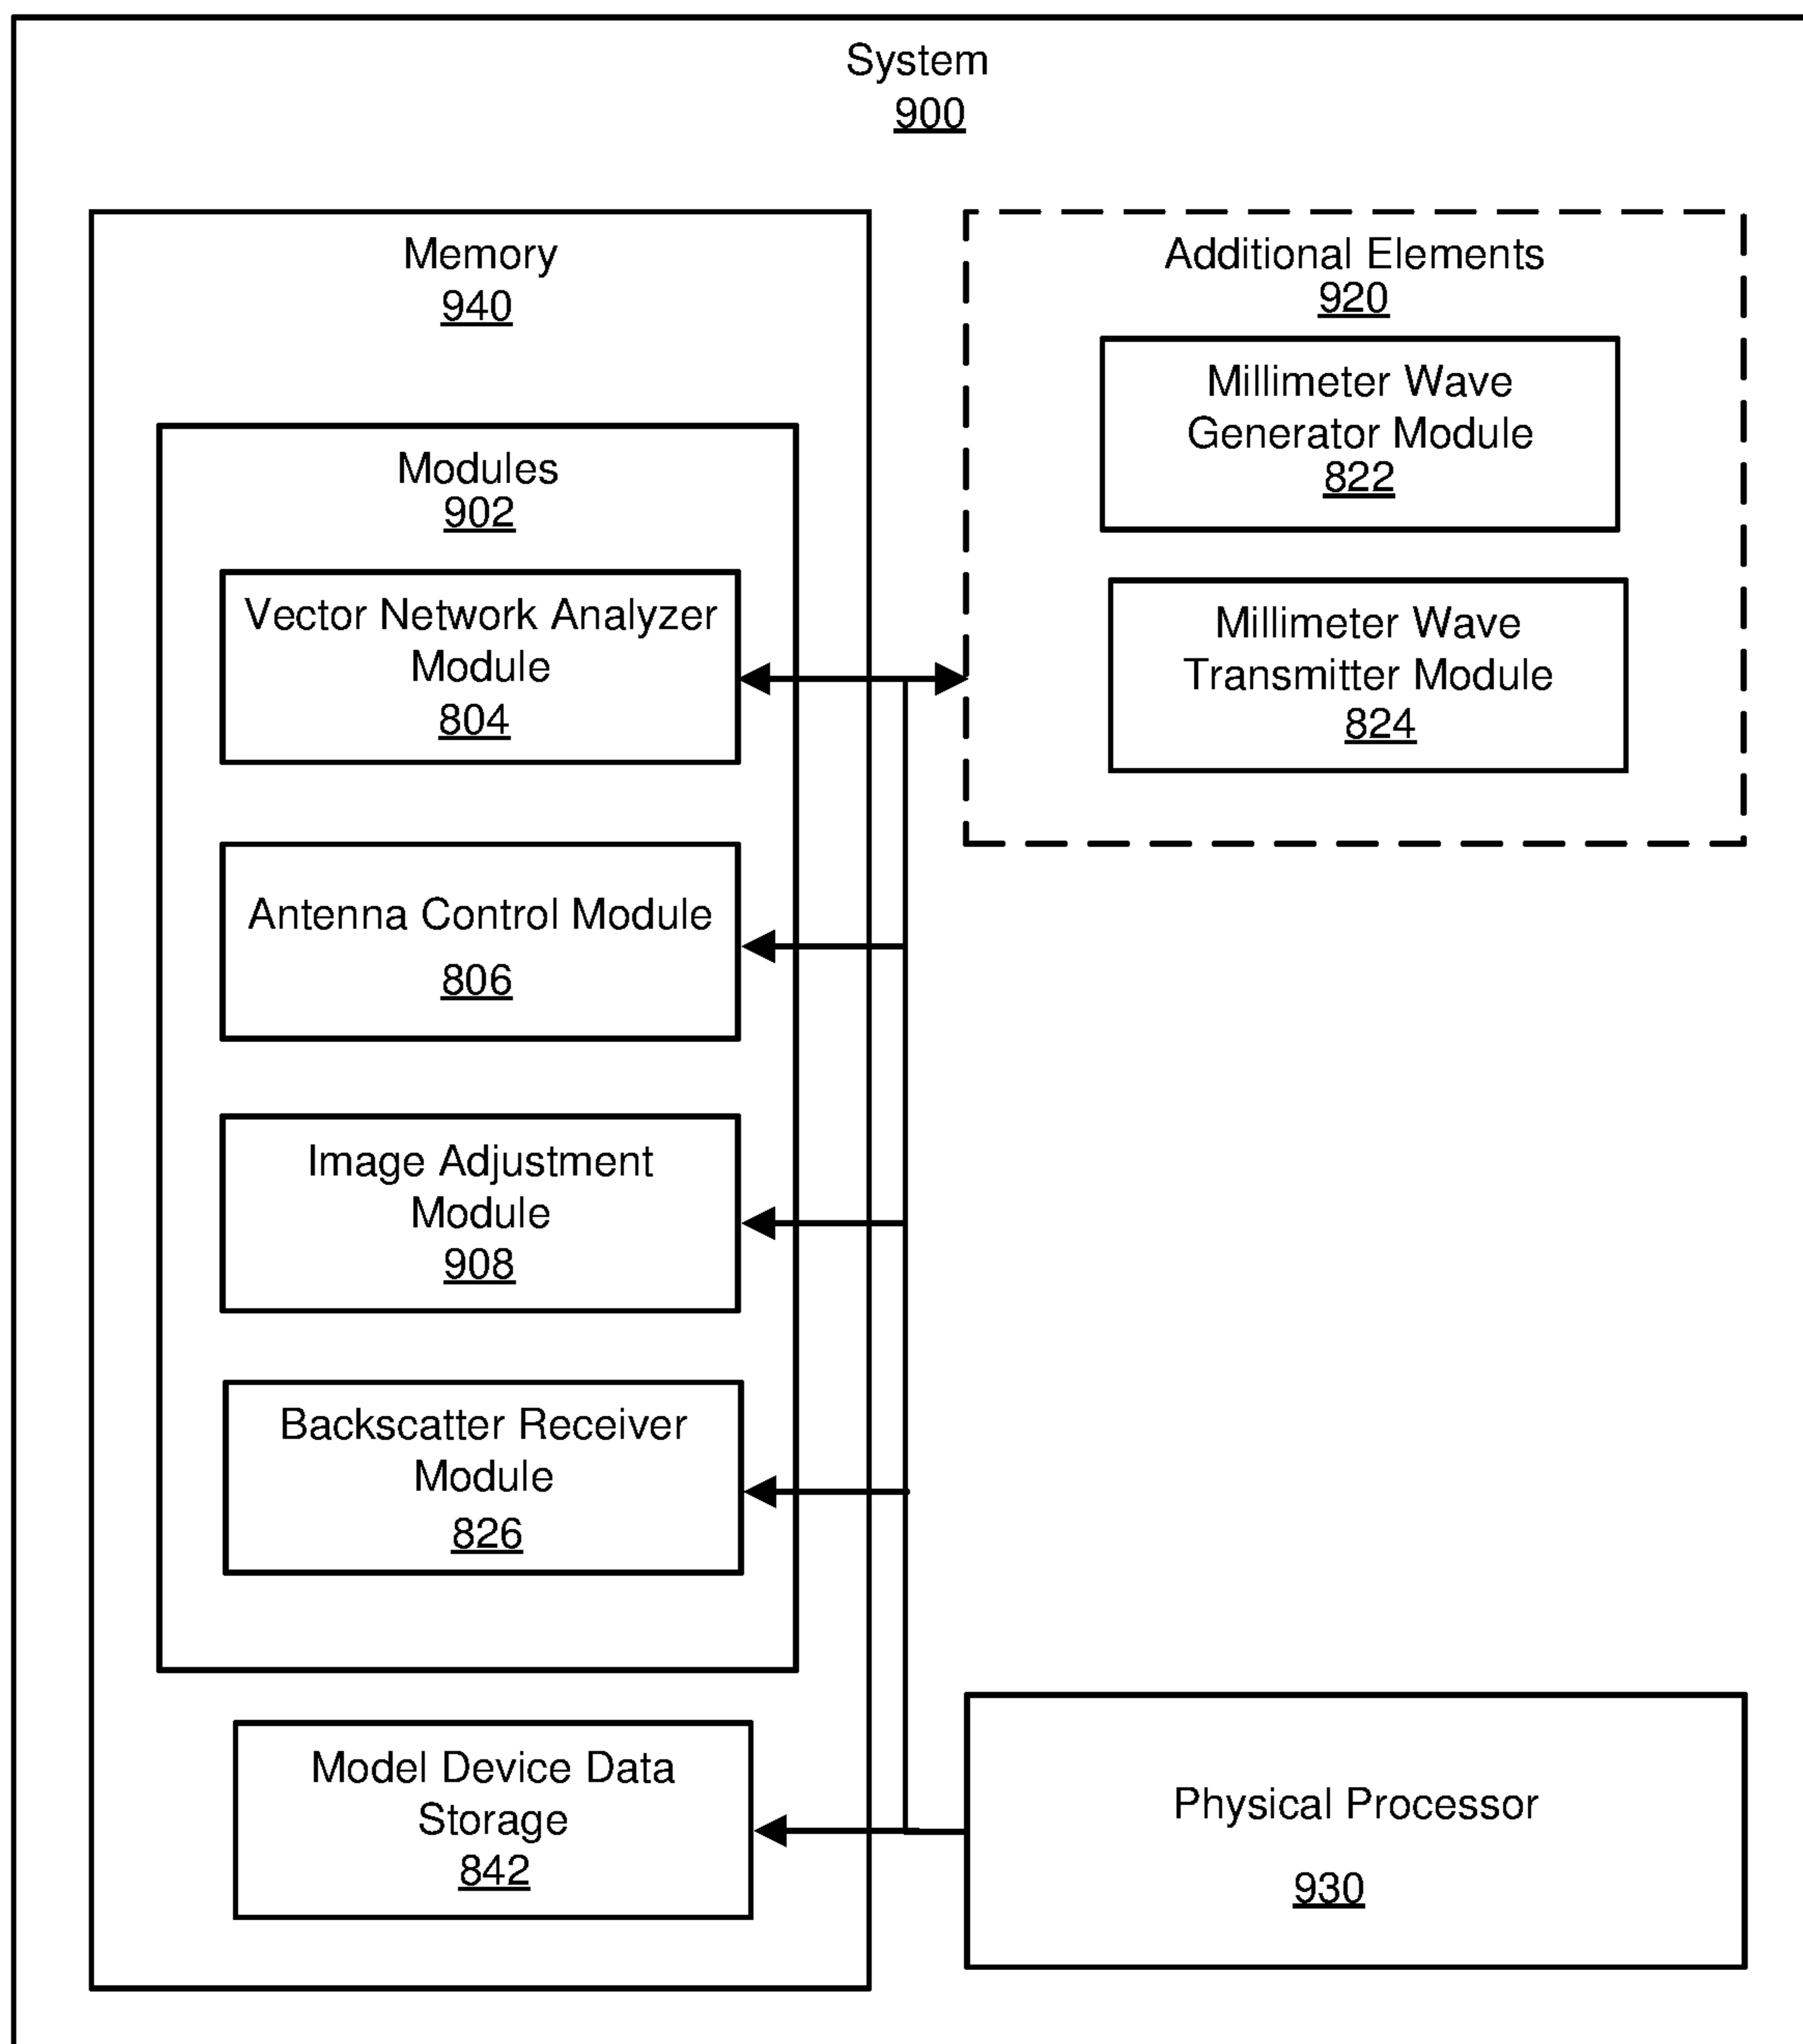 System
900
Memory
940
Modules
902
Vector Network Analyzer
Module
804
Antenna Control Module
806
Image Adjustment
Module
908
Backscatter Receiver
Module
826
Model Device Data
Storage
842
Additional Elements
920
Millimeter Wave
Generator Module
822
Millimeter Wave
Transmitter Module
824
Physical Processor
930